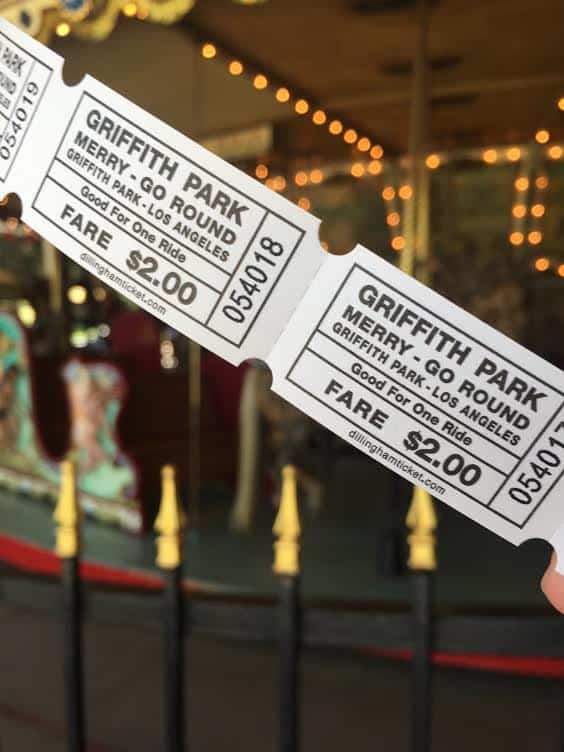 PARK
ROUND
054019
GRIFFITH PARK
MERRY - GO ROUND
GRIFFITH PARK - LOS ANGELES
Good For One Ride
FARE $2.00
054018
dillinghamticket.com
GRIFFITH PARK
MERRY - GO ROUND
GRIFFITH PARK - LOS ANGELES
Good For One Ride
FARE $2.00
dillinghamticket.com